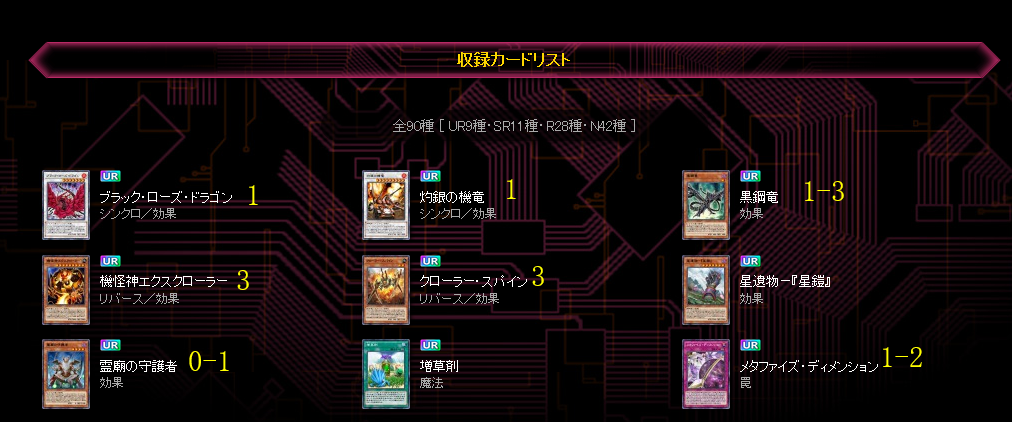 収録カードリスト
全90種 [ UR9種・SR11種・R28種・N42種 ]
UR
ブラック・ローズ・ドラゴン 1
シンクロ／効果
UR
灼銀の機竜 1
シンクロ／効果
UR
黒鋼竜 1-3
効果
UR
機怪神エクスクローラー 3
リバース／効果
UR
クローラー・スパイン 3
リバース／効果
UR
星遺物－『星鎧』
効果
UR
霊廟の守護者 0-1
効果
UR
増草剤
魔法
UR
メタファイズ・ディメンション 1-2
罠